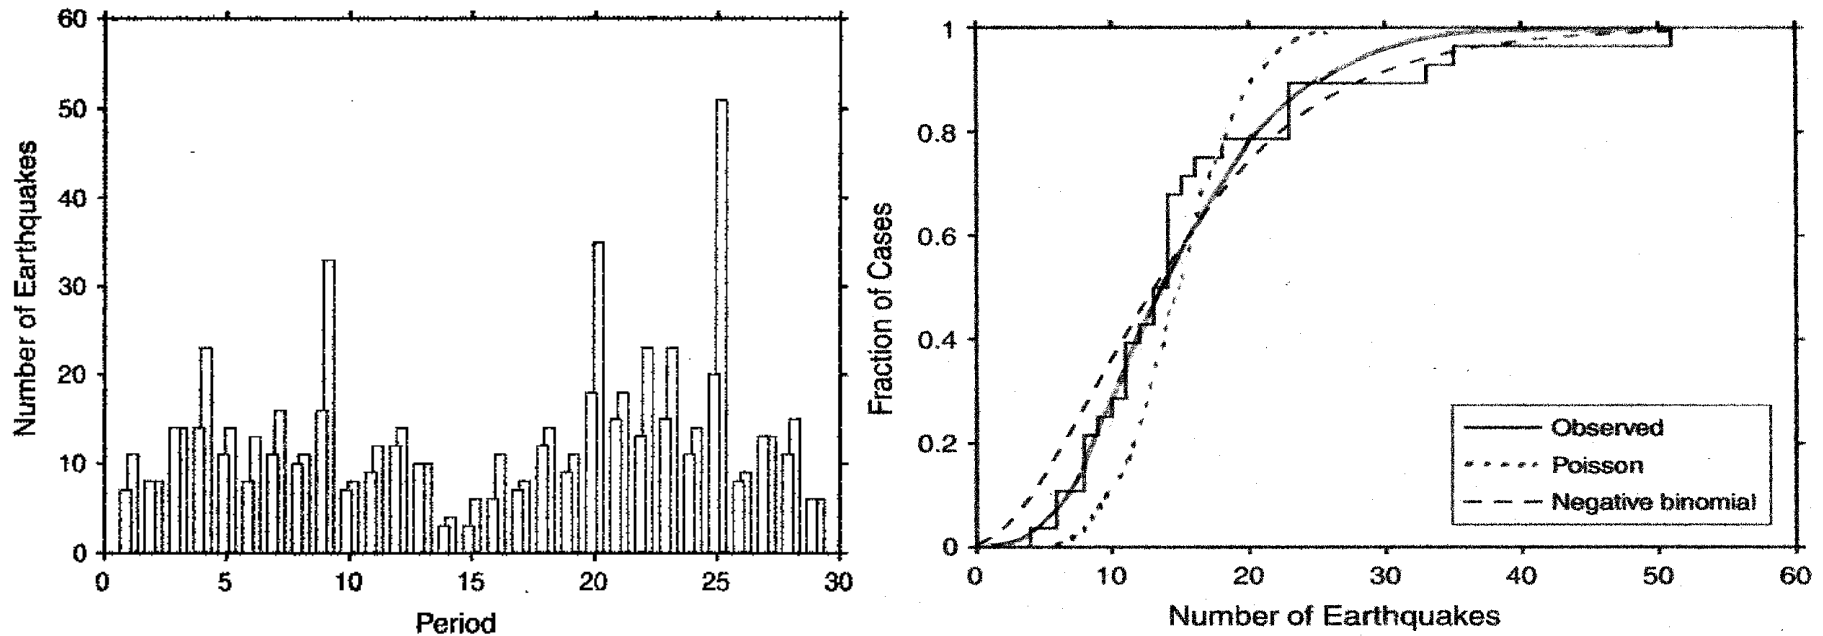 60
50
40
30
20
10
0
0 5 10 15 20 25 30
Number of Earthquakes
Period
1
0.8
0.6
0.4
0.2
0
0 10 20 30 40 50 60
Fraction of Cases
Number of Earthquakes
Observed
Poisson
Negative binomial